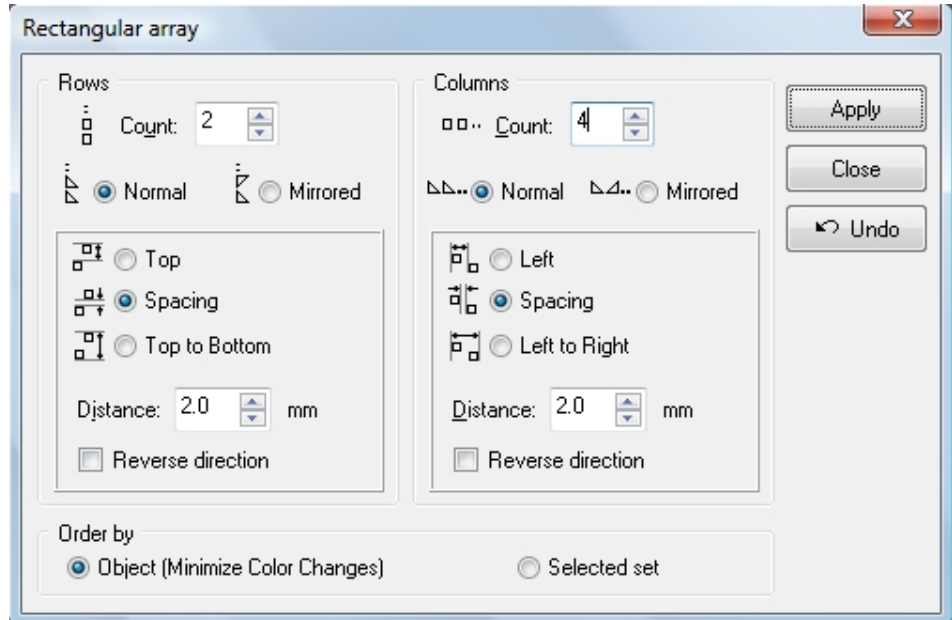 Rectangular array
Rows
Count: 2
Normal Mirrored
Top
Spacing
Top to Bottom
Distance: 2.0 mm
Reverse direction
Columns
Count: 4
Normal Mirrored
Left
Spacing
Left to Right
Distance: 2.0 mm
Reverse direction
Apply
Close
Undo
Order by
Object (Minimize Color Changes) Selected set